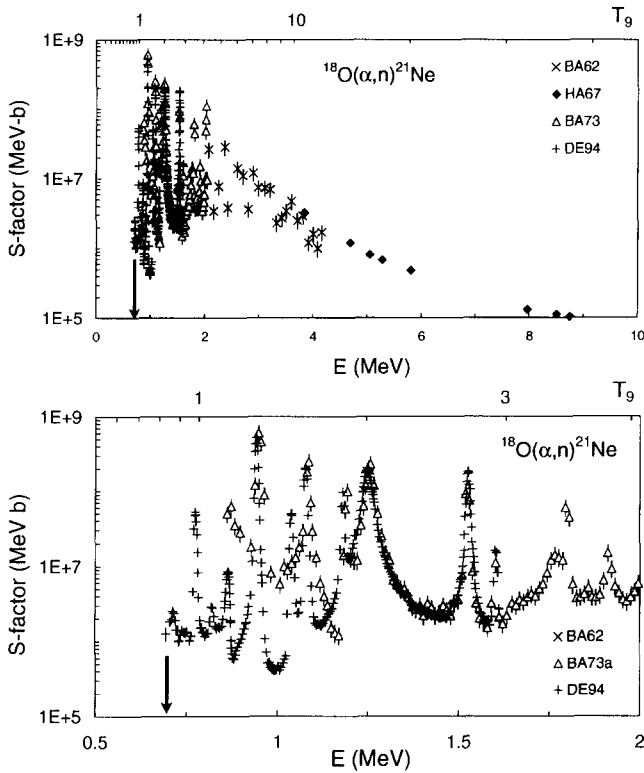 1 10 T₉
1E+9
¹⁸O(α,n)²¹Ne
× BA62
◆ HA67
△ BA73
+ DE94
1E+7
S-factor (MeV-b)
1E+5
0 2 4 6 8 10
E (MeV)
1 3 T₉
1E+9
¹⁸O(α,n)²¹Ne
1E+7
S-factor (MeV b)
× BA62
△ BA73a
+ DE94
1E+5
0.5 1 1.5 2
E (MeV)